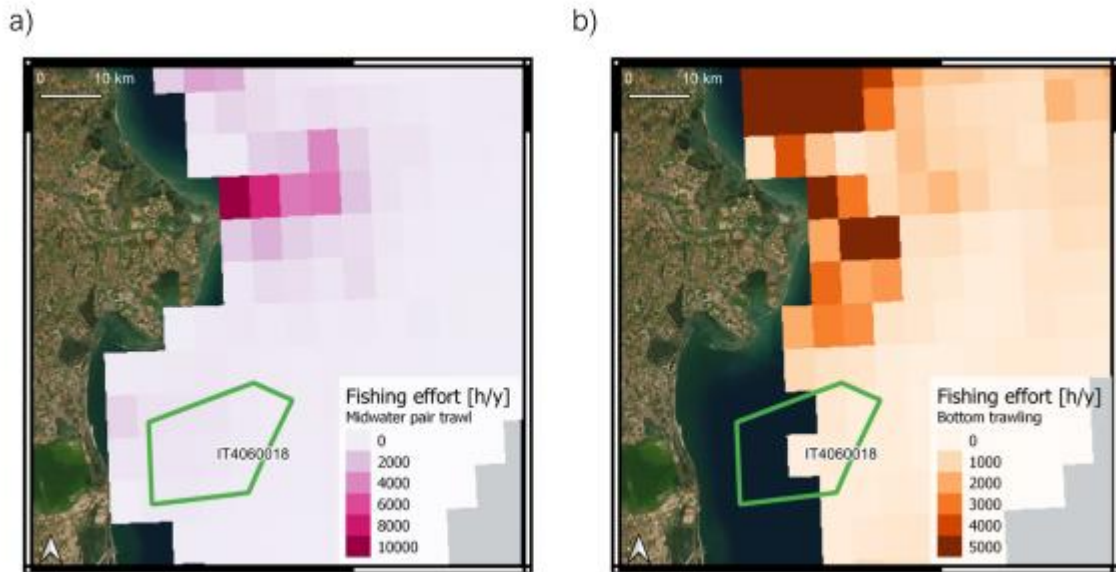 a)
0 10 km
IT4060018
Fishing effort [h/y]
Midwater pair trawl
0
2000
4000
6000
8000
10000
b)
0 10 km
IT4060018
Fishing effort [h/y]
Bottom trawling
0
1000
2000
3000
4000
5000